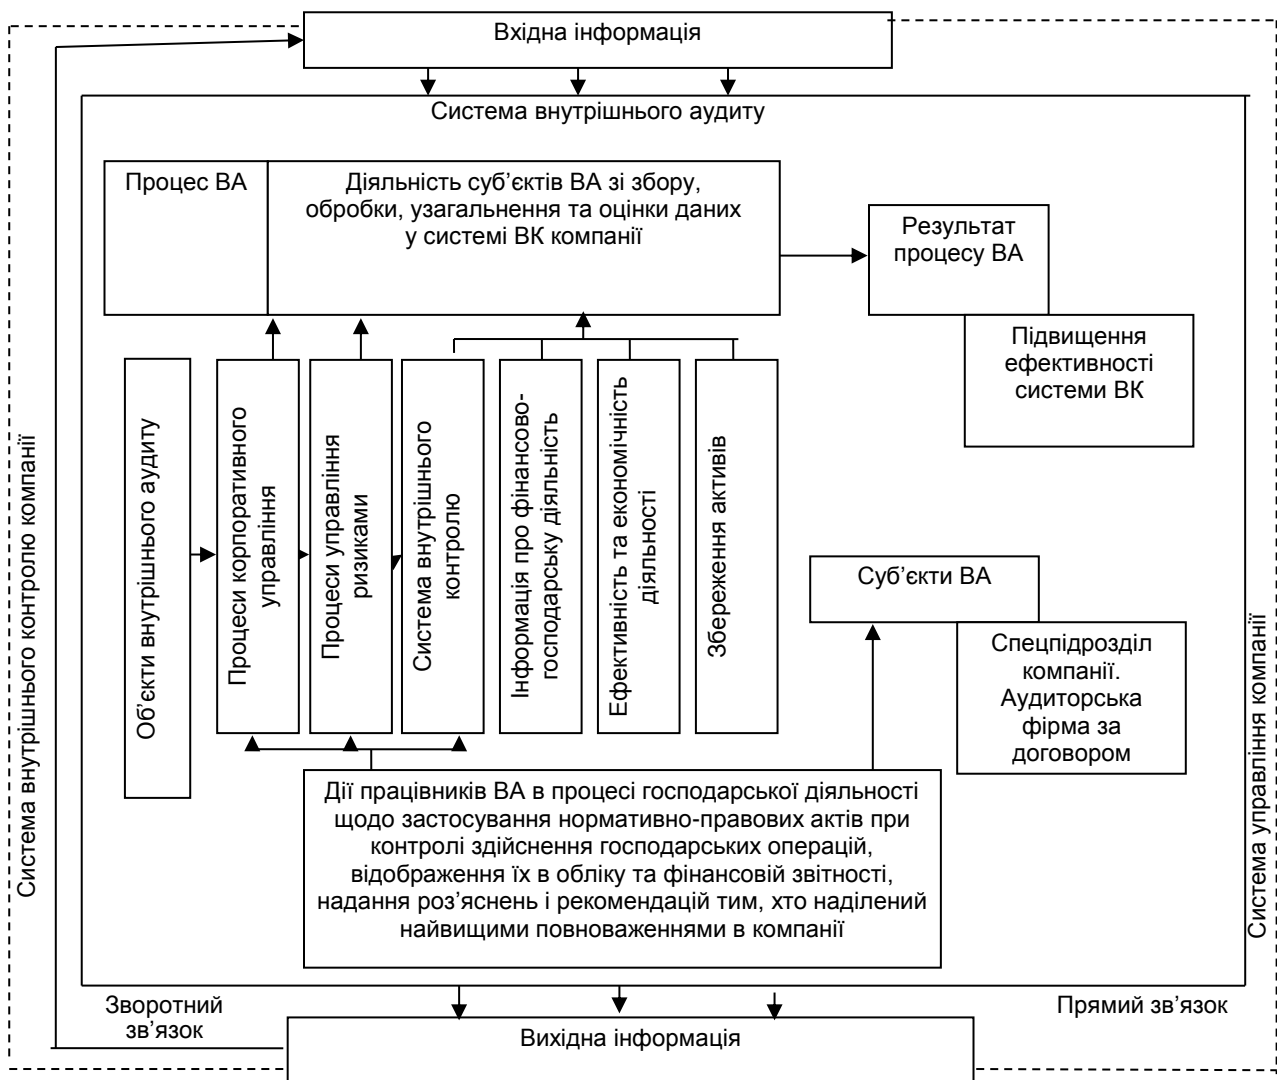 Вхідна інформація
Система внутрішнього аудиту
Процес ВА
Діяльність суб’єктів ВА зі збору,
обробки, узагальнення та оцінки даних
у системі ВК компанії
Результат
процесу ВА
Підвищення
ефективності
системи ВК
Система внутрішнього контролю компанії
Об’єкти внутрішнього аудиту
Процеси корпоративного
управління
Процеси управління
ризиками
Система внутрішнього
контролю
Інформація про фінансово-
господарську діяльність
Ефективність та економічність
діяльності
Збереження активів
Суб’єкти ВА
Спецпідрозділ
компанії.
Аудиторська
фірма за
договором
Система управління компанії
Дії працівників ВА в процесі господарської діяльності
щодо застосування нормативно-правових актів при
контролі здійснення господарських операцій,
відображення їх в обліку та фінансовій звітності,
надання роз’яснень і рекомендацій тим, хто наділений
найвищими повноваженнями в компанії
Зворотний
зв’язок
Прямий зв’язок
Вихідна інформація